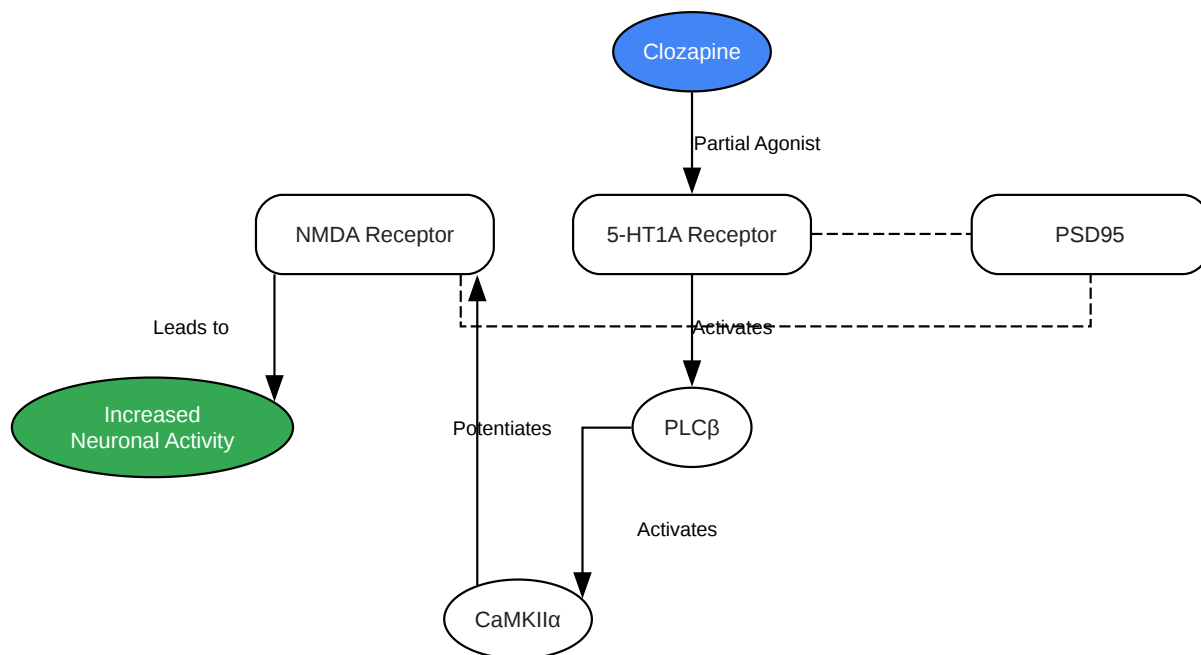 Clozapine
Partial Agonist
NMDA Receptor
5-HT1A Receptor
PSD95
Leads to
Activates
Increased
Neuronal Activity
Potentiates
PLCβ
Activates
CaMKIIα